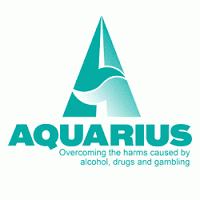 AQUARIUS
Overcoming the harms caused by
alcohol, drugs and gambling